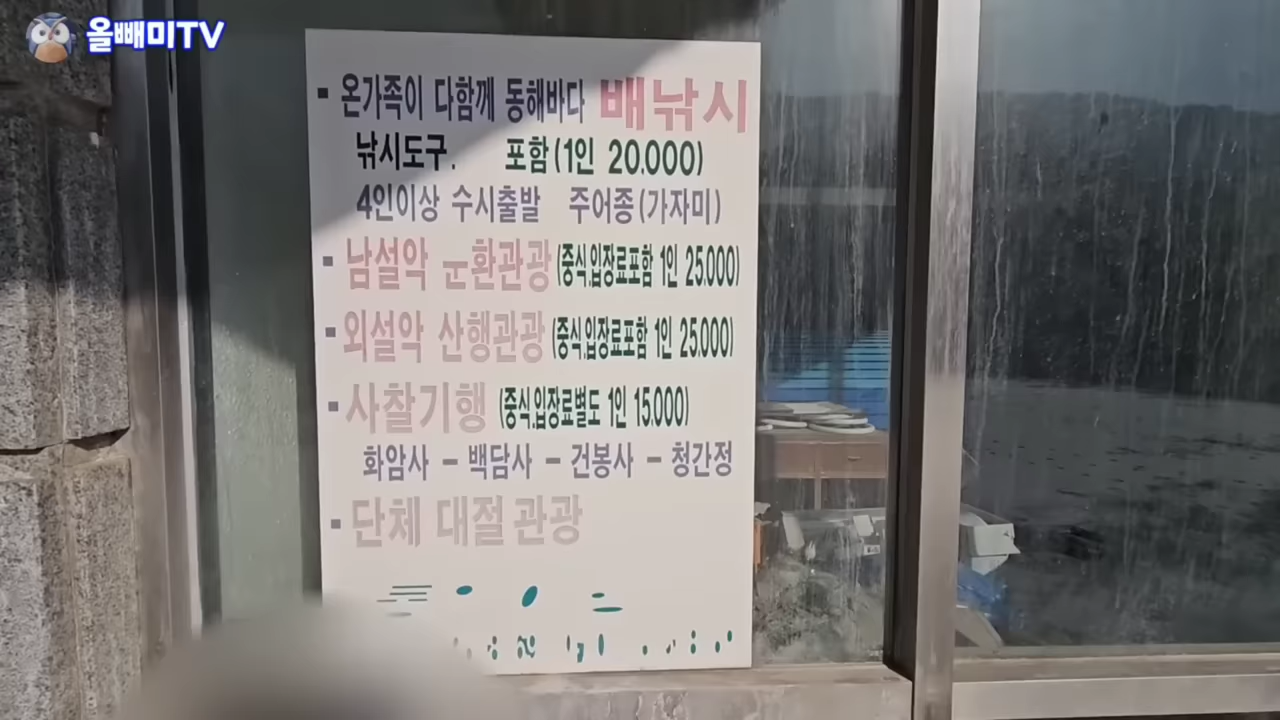 올빼미TV
▪ 온가족이 다함께 동해바다 배낚시
낚시도구. 포함(1인 20.000)
4인이상 수시출발 주어종(가자미)
▪ 남설악 순환관광(중식.입장료포함 1인 25.000)
▪ 외설악 산행관광(중식.입장료포함 1인 25.000)
▪ 사찰기행 (중식.입장료별도 1인 15.000)
화암사 - 백담사 - 건봉사 - 청간정
▪ 단체 대절관광